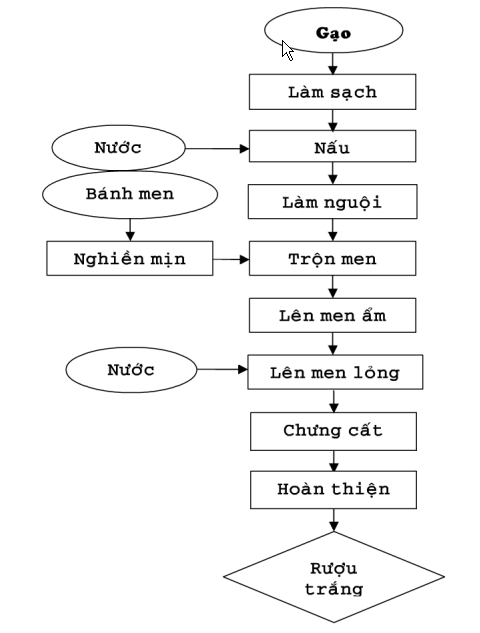 Gạo
Làm sạch
Nước
Nấu
Bánh men
Làm nguội
Nghiền mịn
Trộn men
Lên men ẩm
Nước
Lên men lỏng
Chưng cất
Hoàn thiện
Rượu
trắng